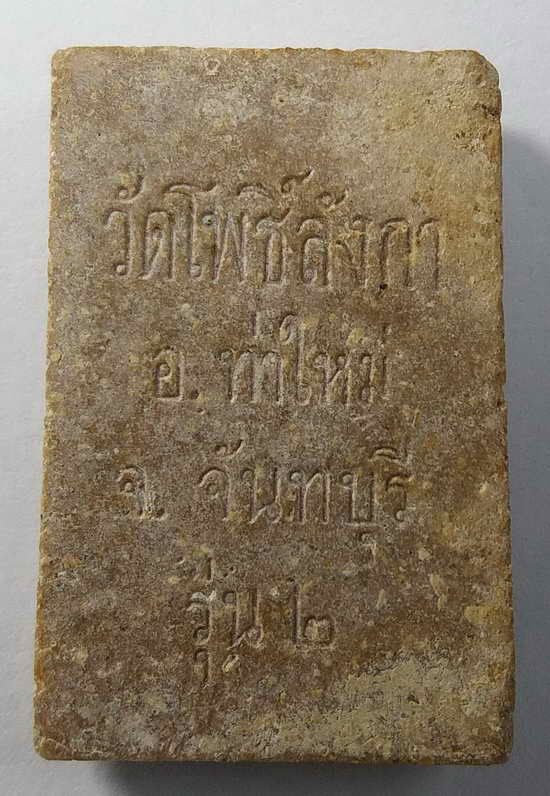 วัดโพธิ์ลังกา
อ. ท่าใหม่
จ. จันทบุรี
รุ่น ๒